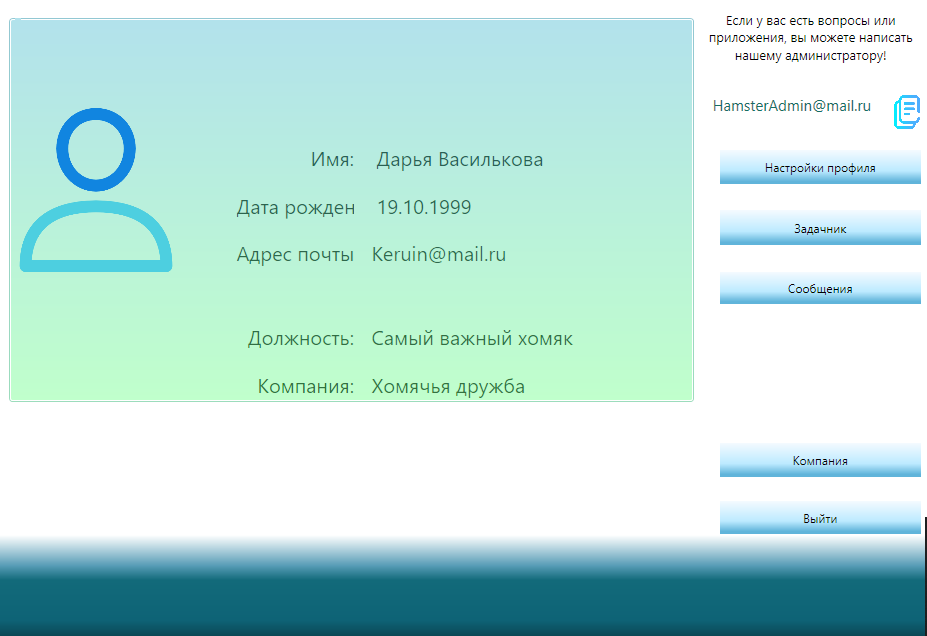 Если у вас есть вопросы или
приложения, вы можете написать
нашему администратору!
HamsterAdmin@mail.ru
Имя: Дарья Василькова
Дата рожден 19.10.1999
Адрес почты Keruin@mail.ru
Должность: Самый важный хомяк
Компания: Хомячья дружба
Настройки профиля
Задачник
Сообщения
Компания
Выйти